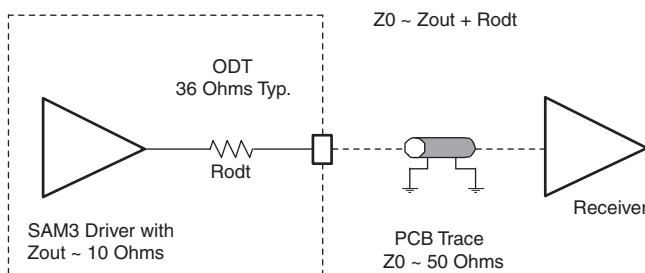 Z0 ~ Zout + Rodt
ODT
36 Ohms Typ.
Rodt
Receiver
SAM3 Driver with
Zout ~ 10 Ohms
PCB Trace
Z0 ~ 50 Ohms